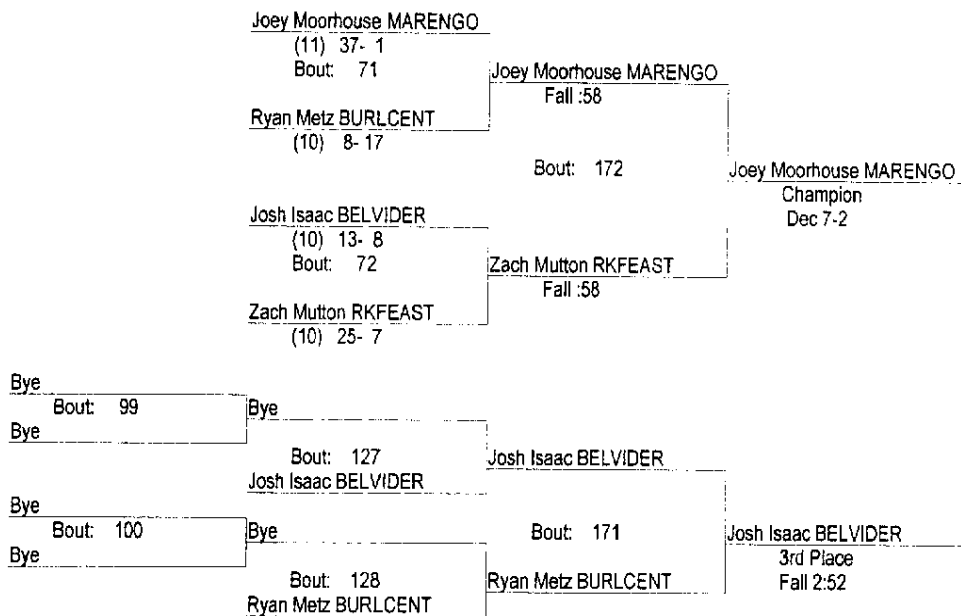 Joey Moorhouse MARENGO
(11) 37- 1
Bout: 71
Joey Moorhouse MARENGO
Fall :58
Ryan Metz BURLCENT
(10) 8- 17
Bout: 172
Joey Moorhouse MARENGO
Champion
Dec 7-2
Josh Isaac BELVIDER
(10) 13- 8
Bout: 72
Zach Mutton RKFEAST
Fall :58
Zach Mutton RKFEAST
(10) 25- 7
Bye
Bout: 99
Bye
Bye
Bout: 127
Josh Isaac BELVIDER
Josh Isaac BELVIDER
Bye
Bout: 100
Bye
Bye
Bout: 171
Josh Isaac BELVIDER
3rd Place
Fall 2:52
Bout: 128
Ryan Metz BURLCENT
Ryan Metz BURLCENT